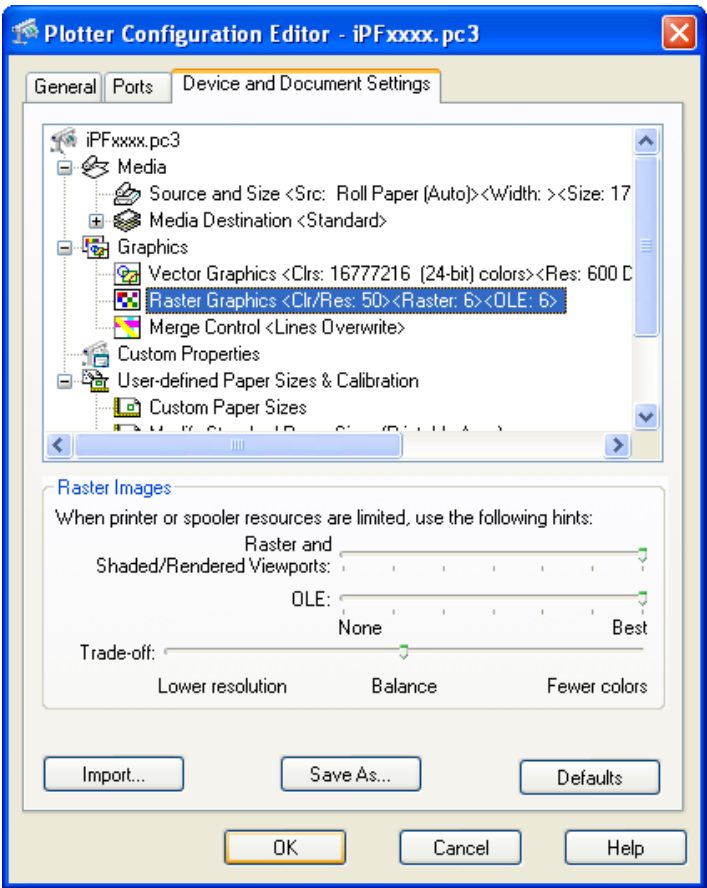 Plotter Configuration Editor - iPFxxxx.pc3
General Ports Device and Document Settings
iPFxxxx.pc3
Media
Source and Size <Src: Roll Paper (Auto)><Width: ><Size: 17
Media Destination <Standard>
Graphics
Vector Graphics <Clrs: 16777216 (24-bit) colors><Res: 600 D
Raster Graphics <Clr/Res: 50><Raster: 6><OLE: 6>
Merge Control <Lines Overwrite>
Custom Properties
User-defined Paper Sizes & Calibration
Custom Paper Sizes
Raster Images
When printer or spooler resources are limited, use the following hints:
Raster and
Shaded/Rendered Viewports:
OLE:
None Best
Trade-off:
Lower resolution Balance Fewer colors
Import... Save As... Defaults
OK Cancel Help